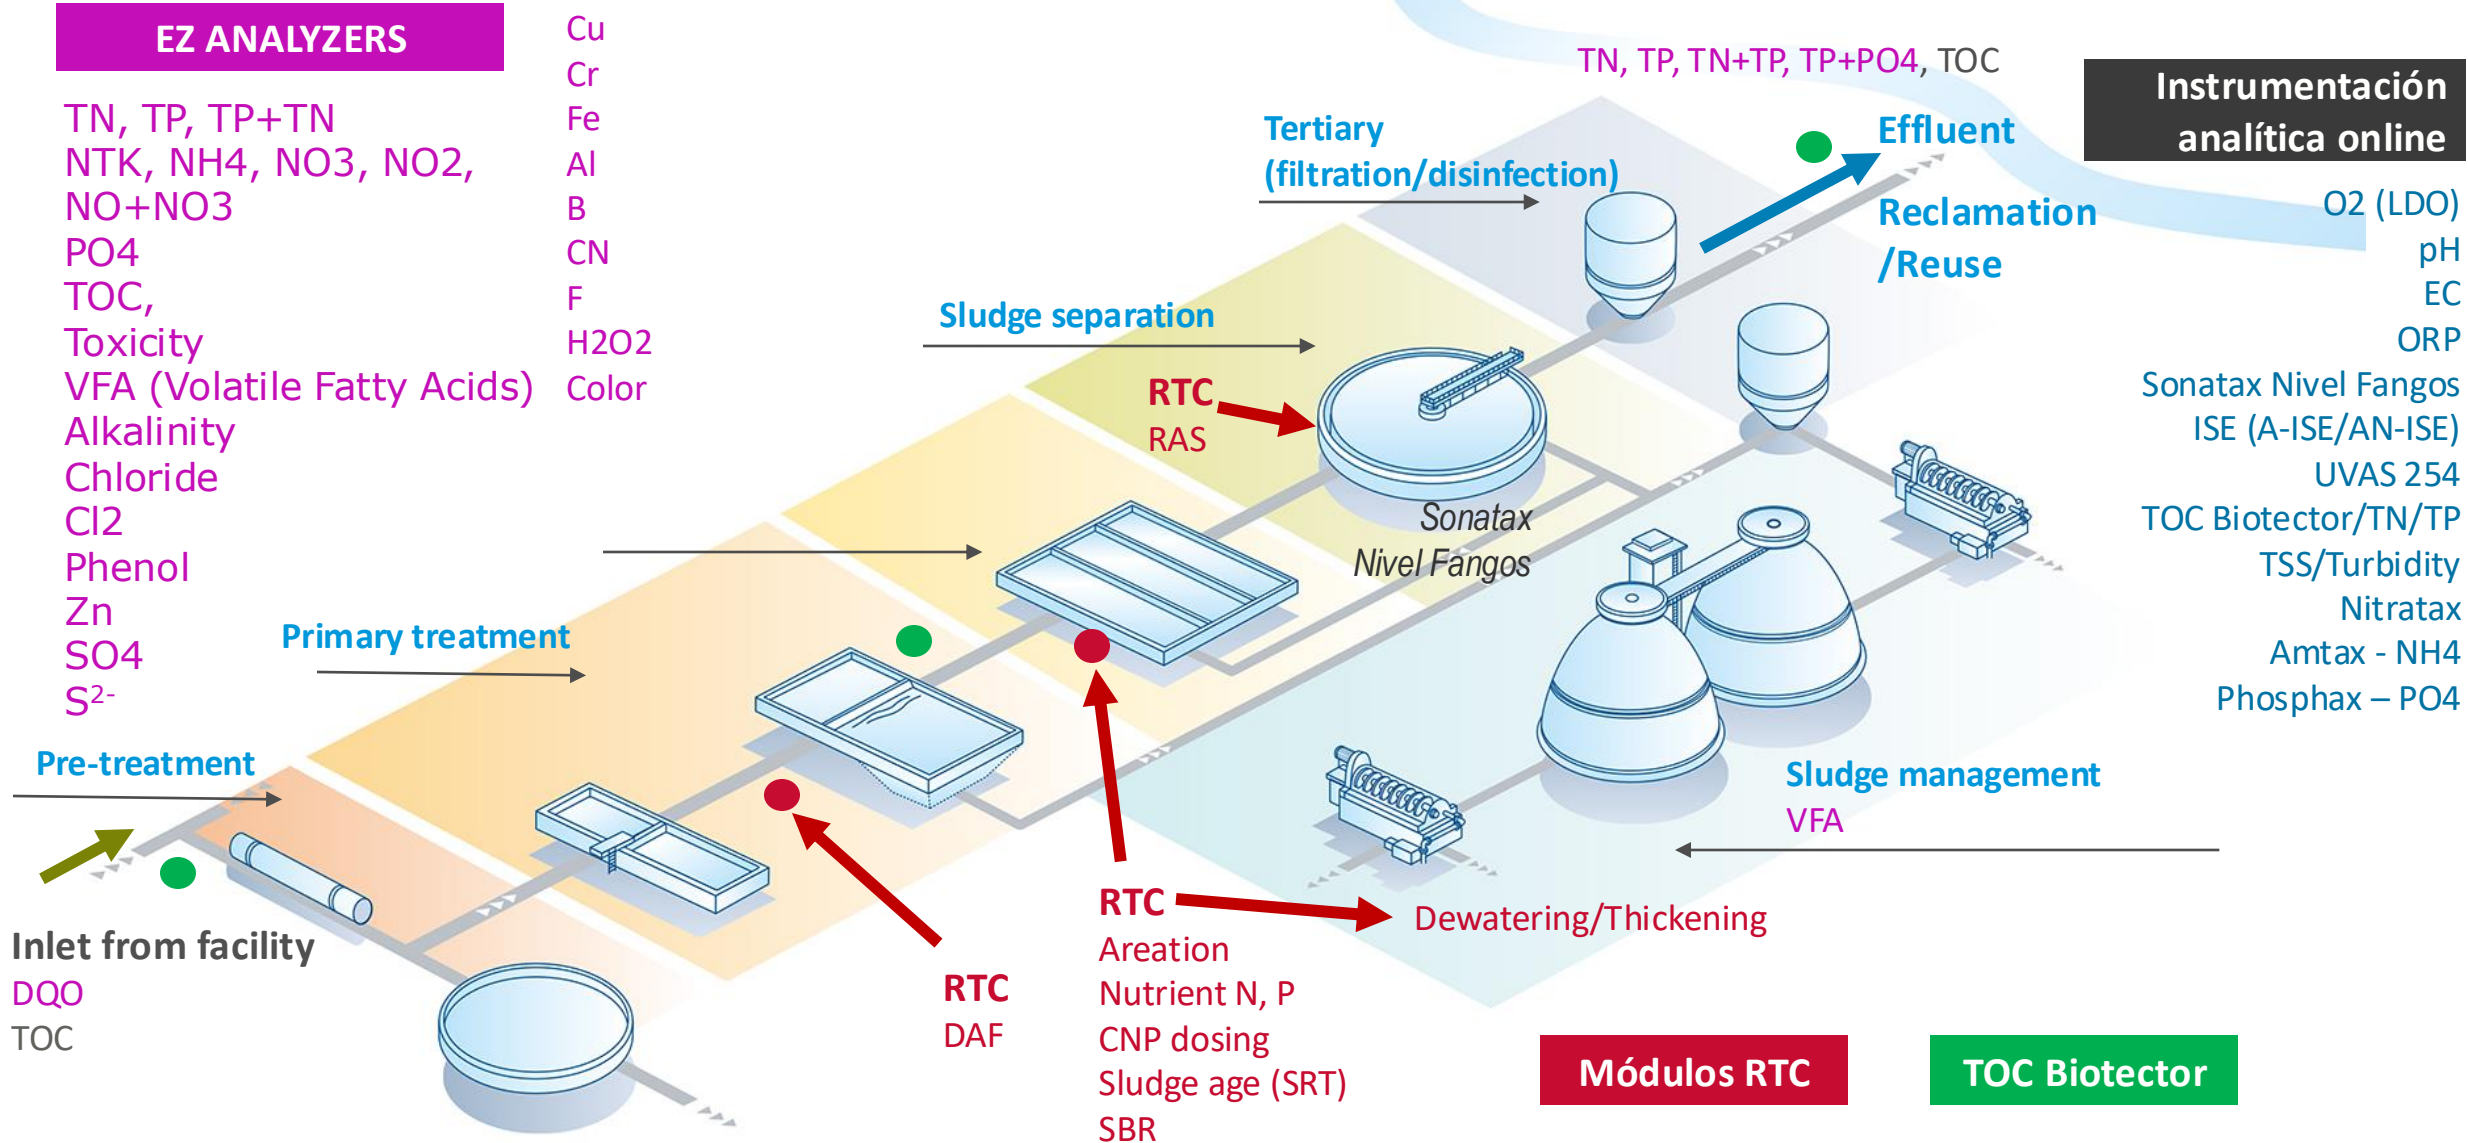 EZ ANALYZERS
TN, TP, TP+TN
NTK, NH4, NO3, NO2,
NO+NO3
PO4
TOC,
Toxicity
VFA (Volatile Fatty Acids)
Alkalinity
Chloride
Cl2
Phenol
Zn
SO4
S²⁻
Cu
Cr
Fe
Al
B
CN
F
H2O2
Color
TN, TP, TN+TP, TP+PO4, TOC
Tertiary
(filtration/disinfection)
Effluent
Reclamation
/Reuse
Instrumentación
analítica online
O2 (LDO)
pH
EC
ORP
Sonatax Nivel Fangos
ISE (A-ISE/AN-ISE)
UVAS 254
TOC Biotector/TN/TP
TSS/Turbidity
Nitratax
Amtax - NH4
Phosphax – PO4
Sludge separation
RTC
RAS
Sonatax
Nivel Fangos
Primary treatment
Pre-treatment
Sludge management
VFA
Inlet from facility
DQO
TOC
RTC
DAF
RTC
Areation
Nutrient N, P
CNP dosing
Sludge age (SRT)
SBR
Dewatering/Thickening
Módulos RTC
TOC Biotector